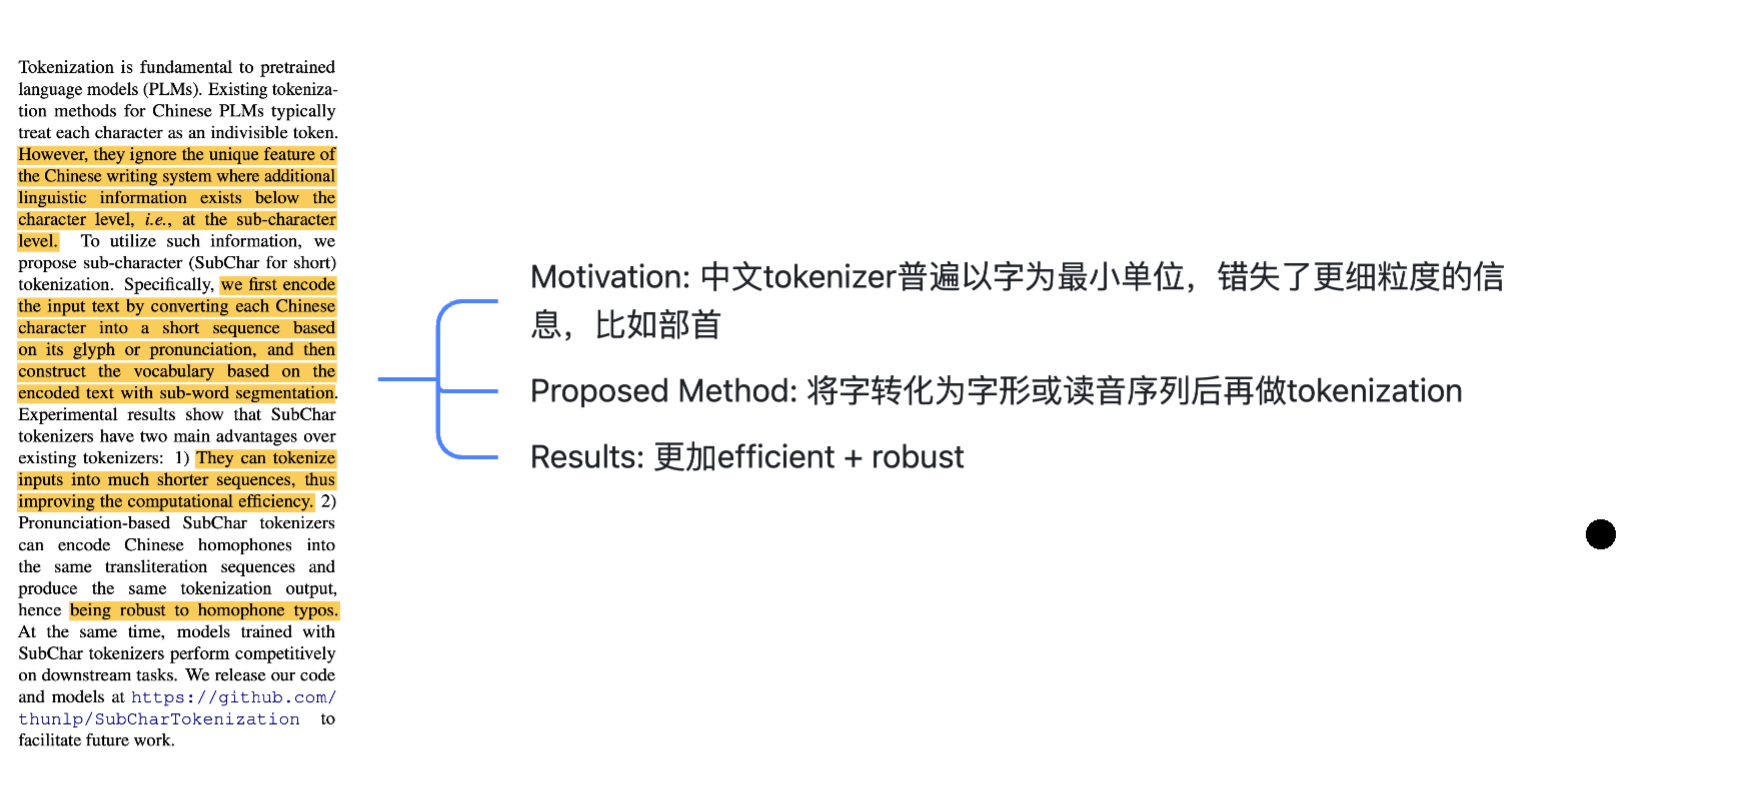 Tokenization is fundamental to pretrained
language models (PLMs). Existing tokeniza-
tion methods for Chinese PLMs typically
treat each character as an indivisible token.
However, they ignore the unique feature of
the Chinese writing system where additional
linguistic information exists below the
character level, i.e., at the sub-character
level. To utilize such information, we
propose sub-character (SubChar for short)
tokenization. Specifically, we first encode
the input text by converting each Chinese
character into a short sequence based
on its glyph or pronunciation, and then
construct the vocabulary based on the
encoded text with sub-word segmentation.
Experimental results show that SubChar
tokenizers have two main advantages over
existing tokenizers: 1) They can tokenize
inputs into much shorter sequences, thus
improving the computational efficiency. 2)
Pronunciation-based SubChar tokenizers
can encode Chinese homophones into
the same transliteration sequences and
produce the same tokenization output,
hence being robust to homophone typos.
At the same time, models trained with
SubChar tokenizers perform competitively
on downstream tasks. We release our code
and models at https://github.com/
thunlp/SubCharTokenization to
facilitate future work.
Motivation: 中文tokenizer普遍以字为最小单位，错失了更细粒度的信
息，比如部首
Proposed Method: 将字转化为字形或读音序列后再做tokenization
Results: 更加efficient + robust